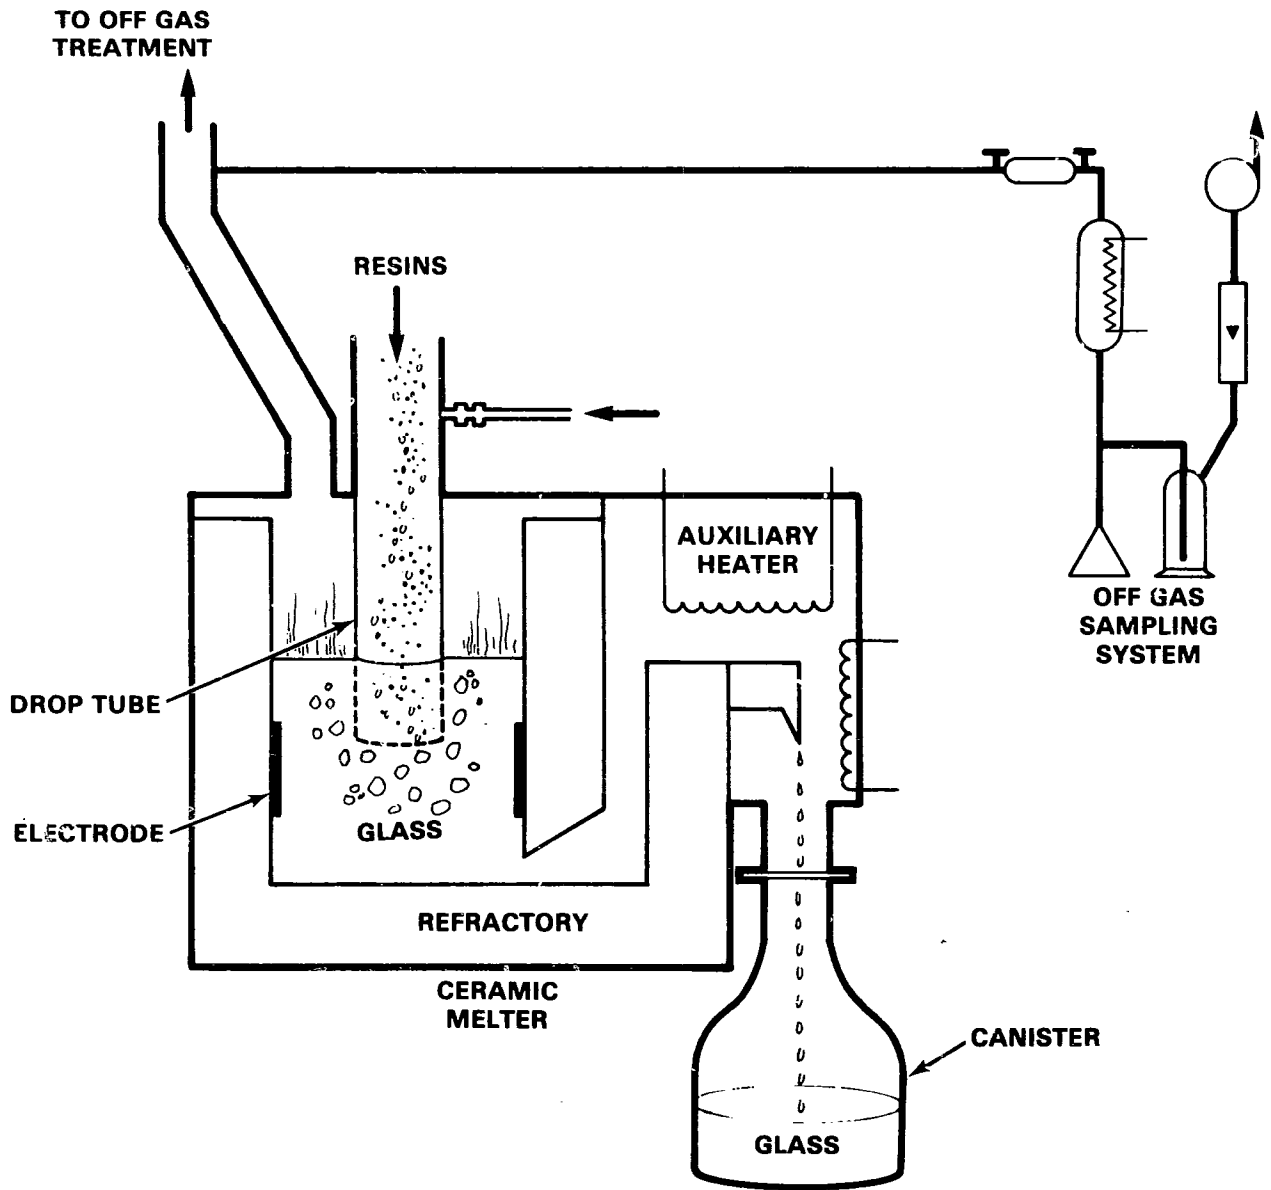 TO OFF GAS
TREATMENT
RESINS
AUXILIARY
HEATER
OFF GAS
SAMPLING
SYSTEM
DROP TUBE
ELECTRODE
GLASS
REFRACTORY
CERAMIC
MELTER
CANISTER
GLASS